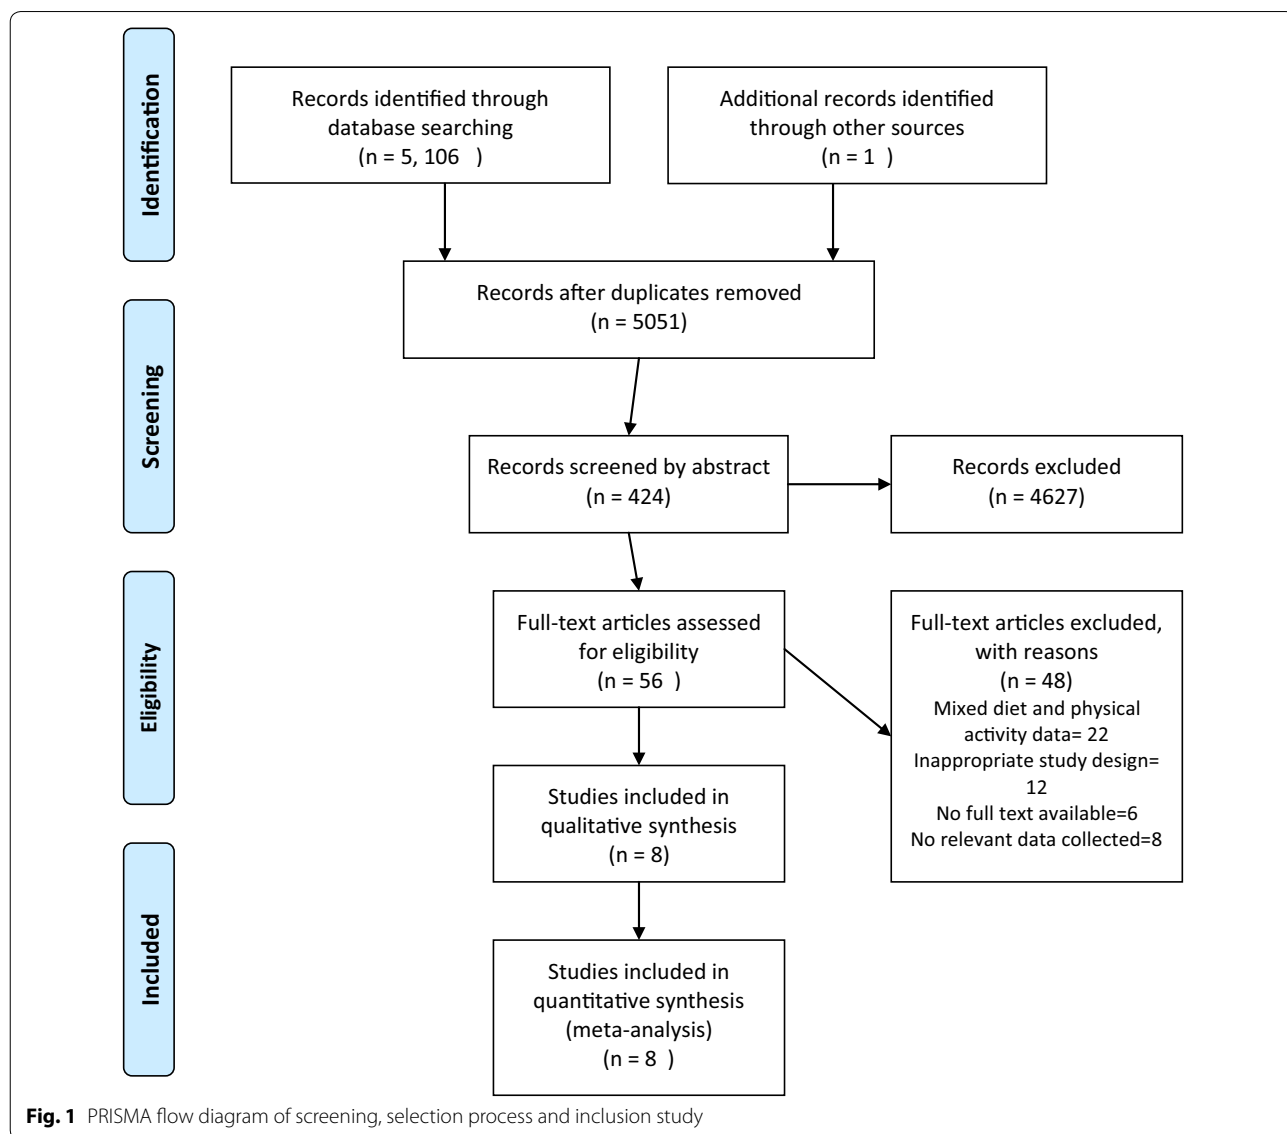 Identification
Records identified through
database searching
(n = 5, 106 )
Additional records identified
through other sources
(n = 1 )
Records after duplicates removed
(n = 5051)
Screening
Records screened by abstract
(n = 424)
Records excluded
(n = 4627)
Eligibility
Full-text articles assessed
for eligibility
(n = 56 )
Full-text articles excluded,
with reasons
(n = 48)
Mixed diet and physical
activity data= 22
Inappropriate study design=
12
No full text available=6
No relevant data collected=8
Studies included in
qualitative synthesis
(n = 8)
Included
Studies included in
quantitative synthesis
(meta-analysis)
(n = 8 )
Fig. 1 PRISMA flow diagram of screening, selection process and inclusion study